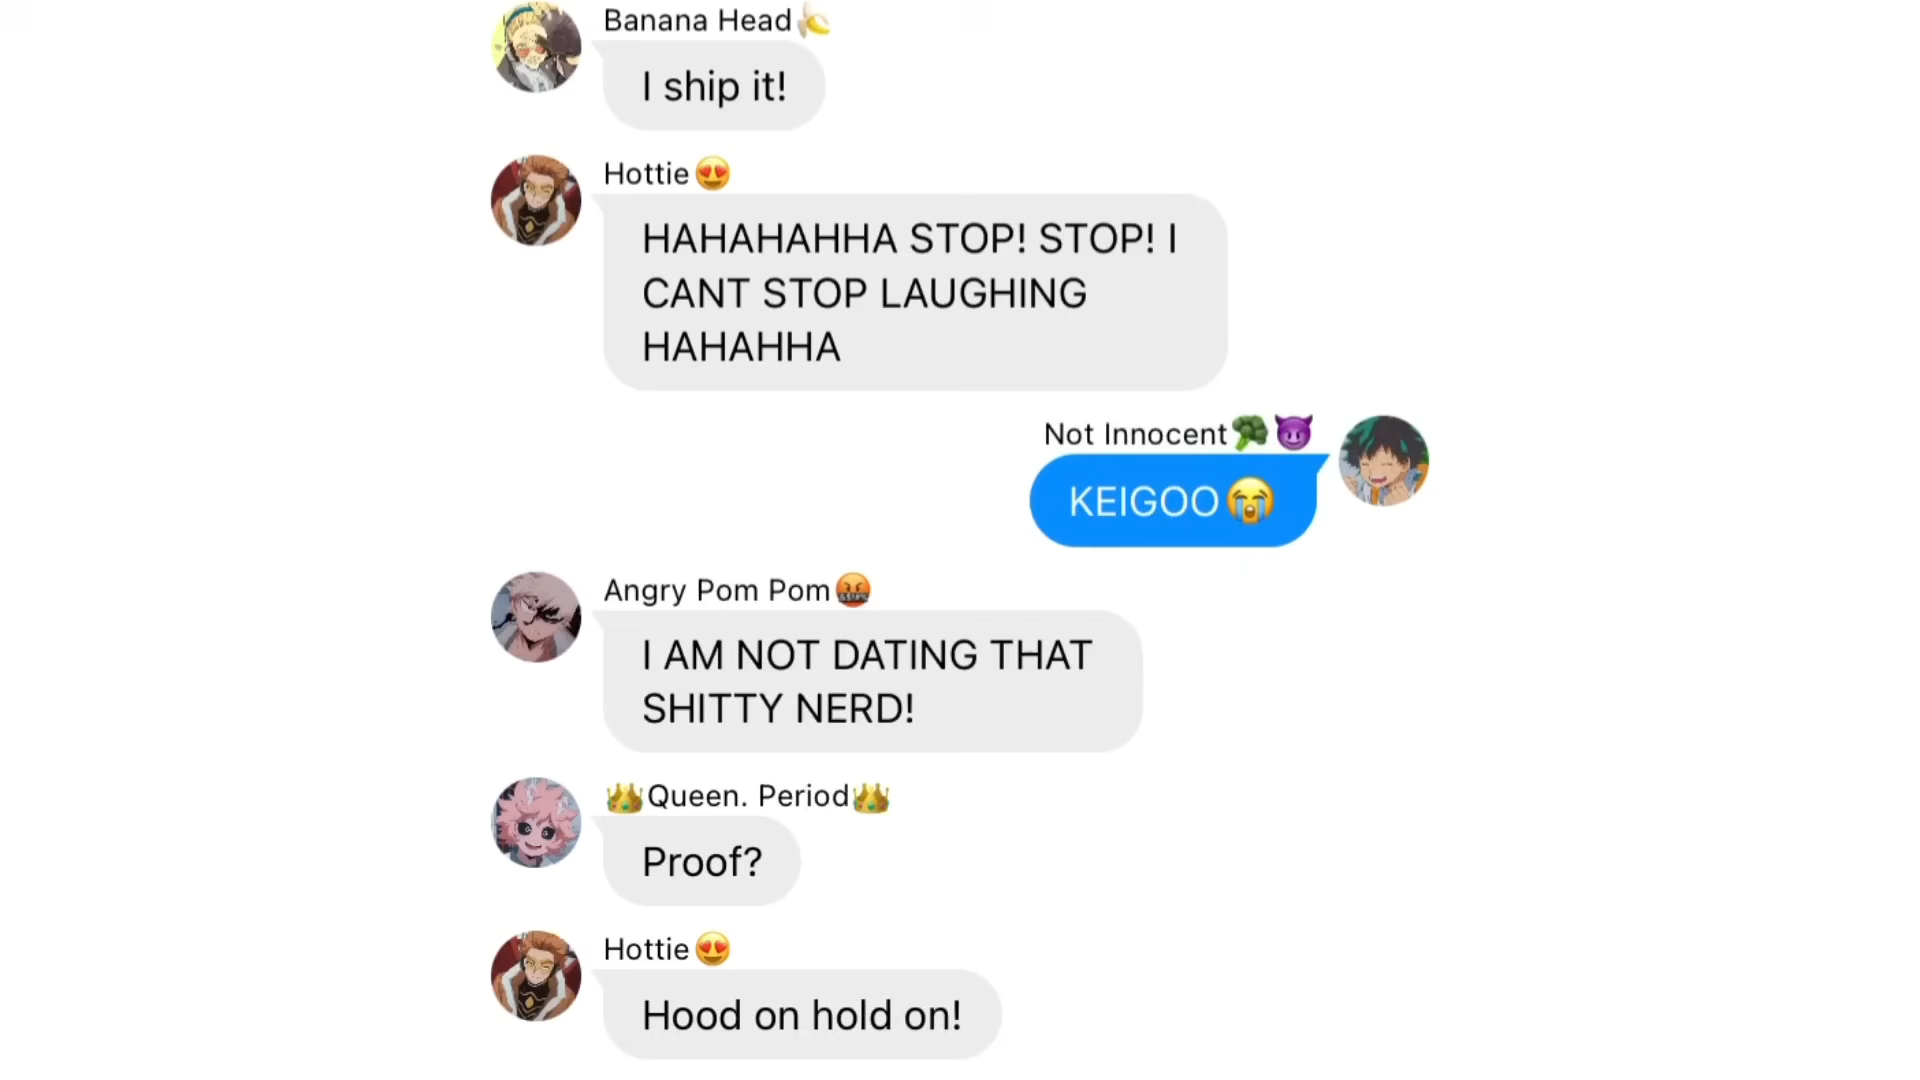 Banana Head🍌
I ship it!
Hottie😍
HAHAHAHHA STOP! STOP! I
CANT STOP LAUGHING
HAHAHHA
Not Innocent🥦😈
KEIGOO😭
Angry Pom Pom🤬
I AM NOT DATING THAT
SHITTY NERD!
👑Queen. Period👑
Proof?
Hottie😍
Hood on hold on!